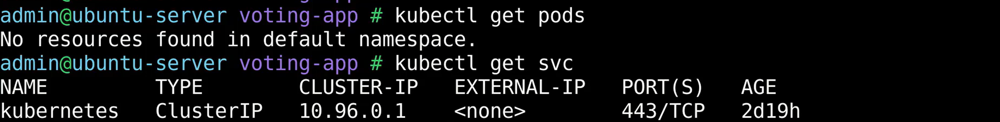 admin@ubuntu-server voting-app # kubectl get pods
No resources found in default namespace.
admin@ubuntu-server voting-app # kubectl get svc
NAME TYPE CLUSTER-IP EXTERNAL-IP PORT(S) AGE
kubernetes ClusterIP 10.96.0.1 <none> 443/TCP 2d19h